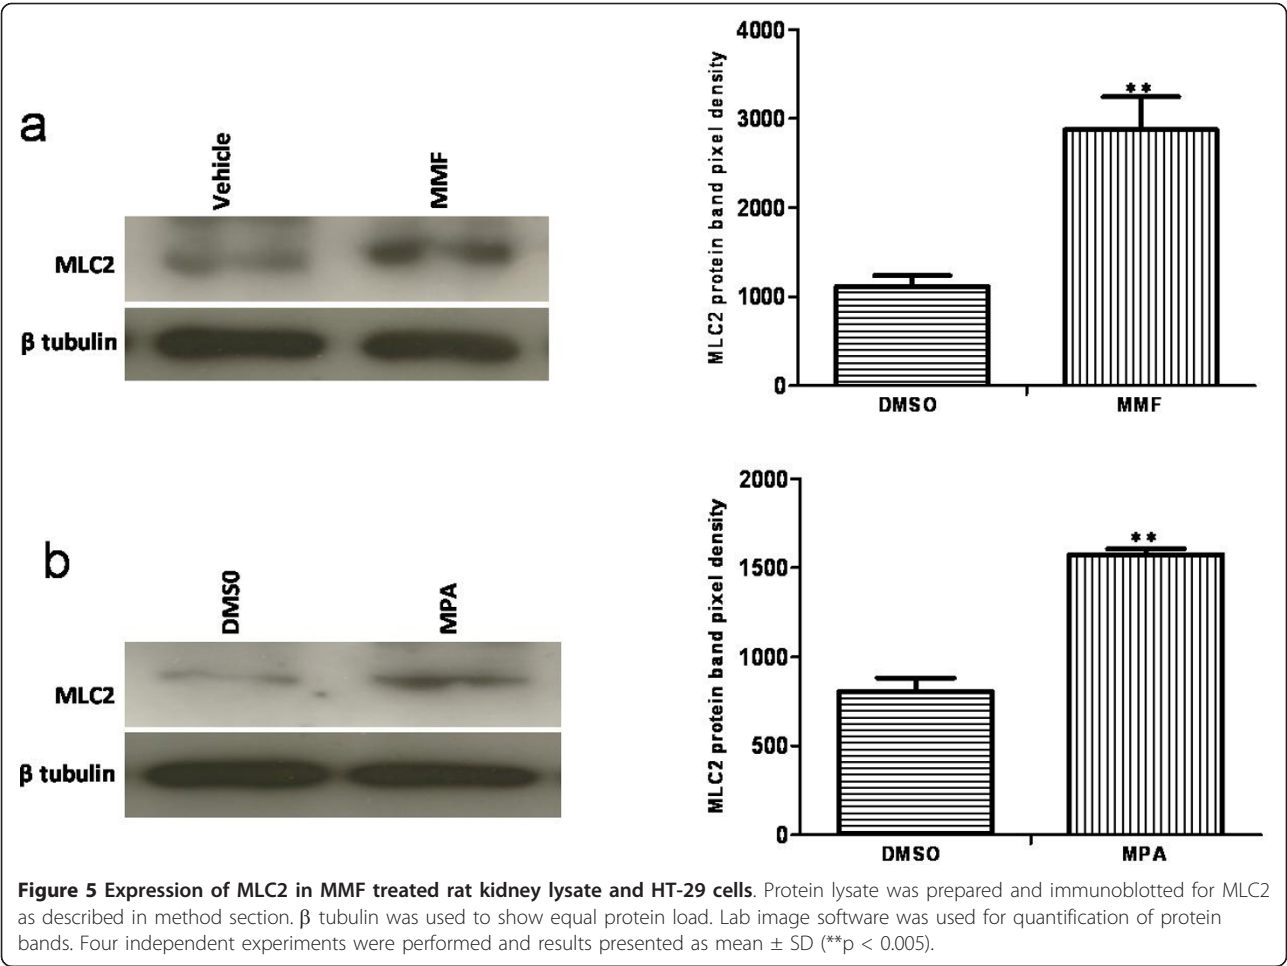 a
Vehicle
MMF
MLC2
β tubulin
MLC2 protein band pixel density
4000
3000
2000
1000
0
**
DMSO
MMF
b
DMS0
MPA
MLC2
β tubulin
MLC2 protein band pixel density
2000
1500
1000
500
0
**
DMSO
MPA
Figure 5 Expression of MLC2 in MMF treated rat kidney lysate and HT-29 cells. Protein lysate was prepared and immunoblotted for MLC2
as described in method section. β tubulin was used to show equal protein load. Lab image software was used for quantification of protein
bands. Four independent experiments were performed and results presented as mean ± SD (**p < 0.005).